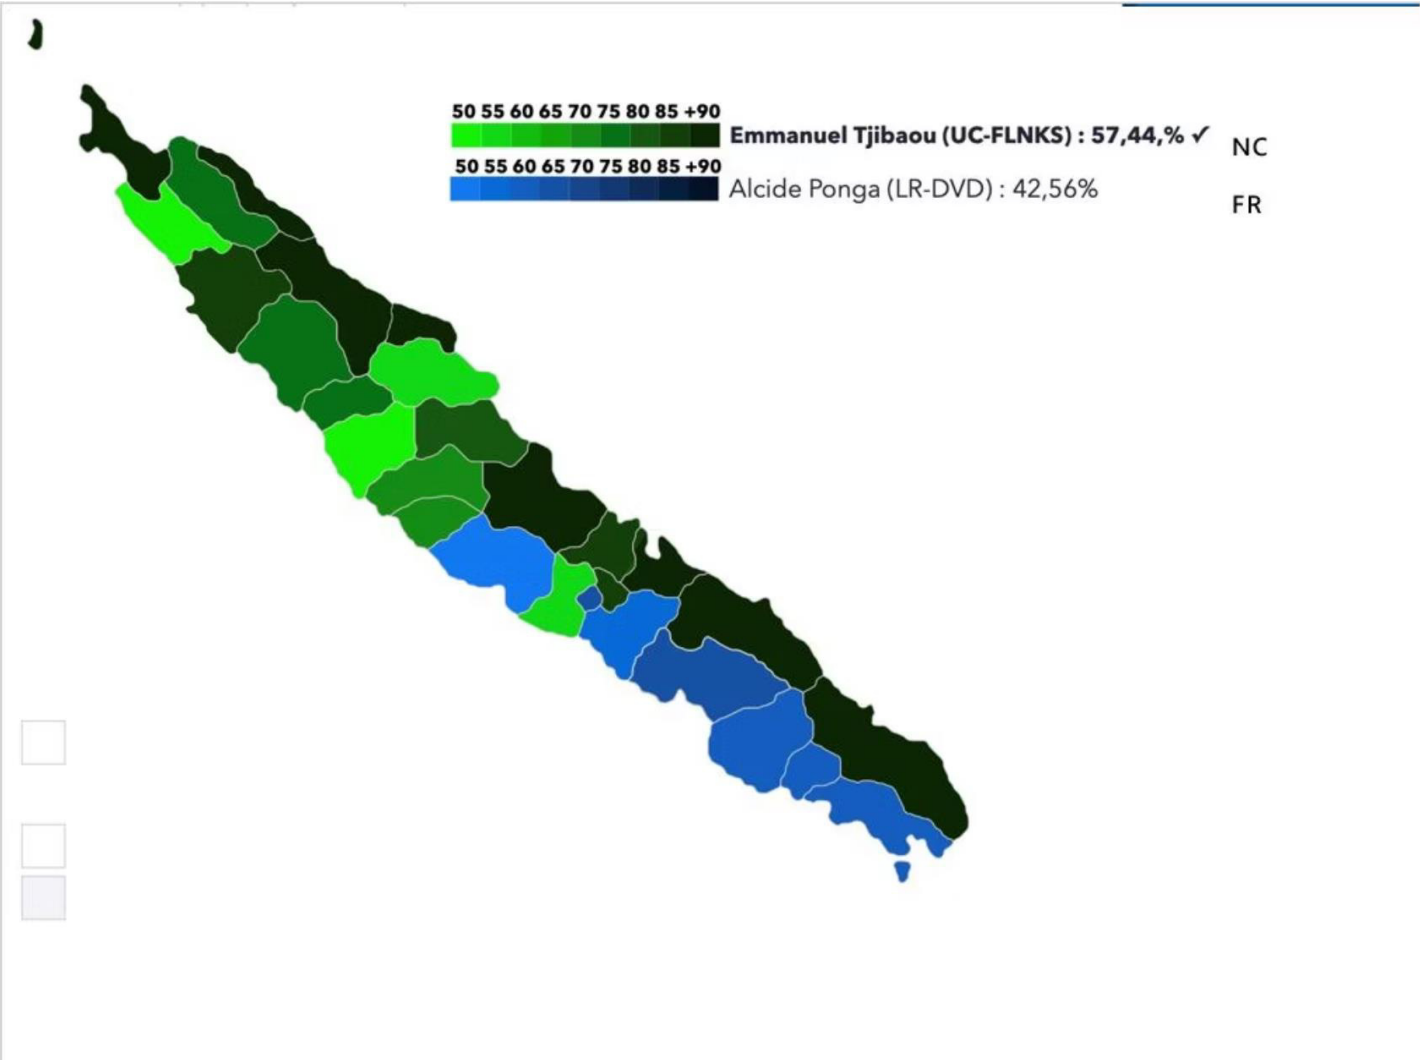 50 55 60 65 70 75 80 85 +90
Emmanuel Tjibaou (UC-FLNKS) : 57,44,% ✓
NC
50 55 60 65 70 75 80 85 +90
Alcide Ponga (LR-DVD) : 42,56%
FR